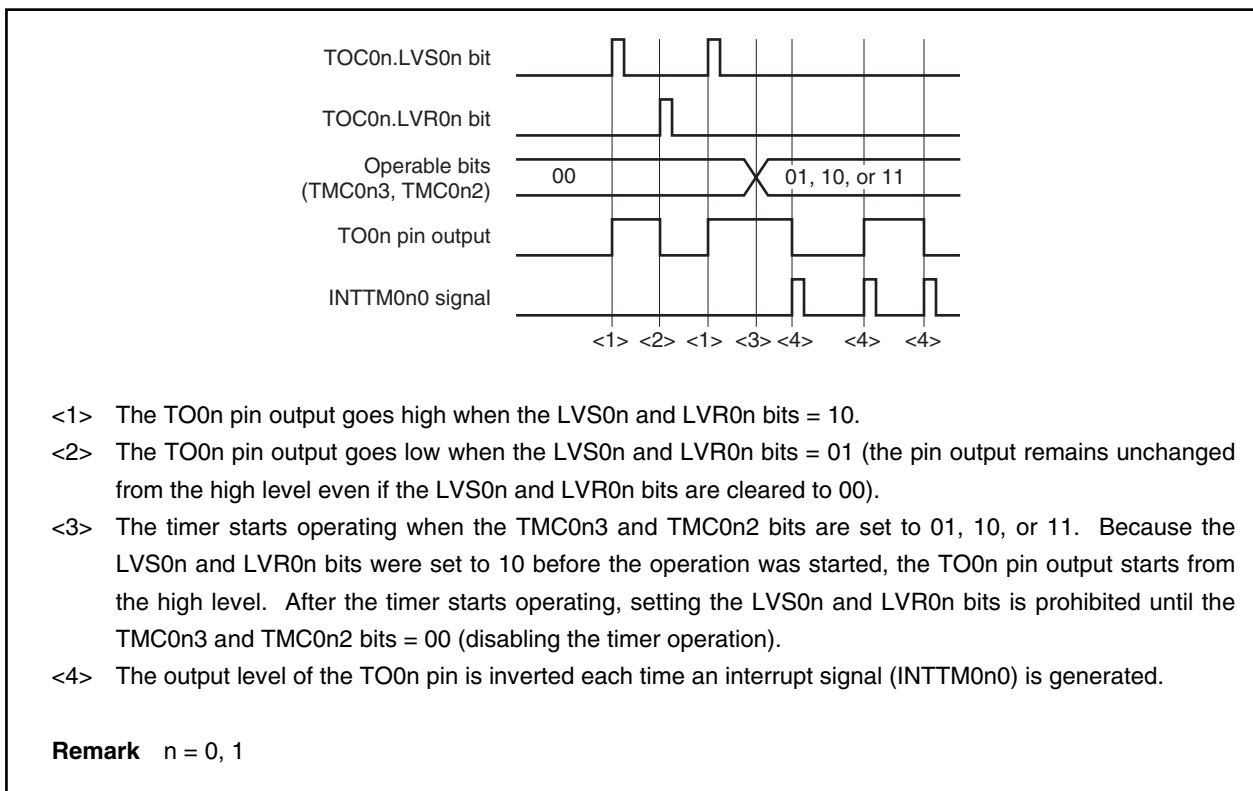 TOC0n.LVS0n bit
TOC0n.LVR0n bit
Operable bits
(TMC0n3, TMC0n2)
00
01, 10, or 11
TO0n pin output
INTTM0n0 signal
<1> <2> <1> <3> <4> <4> <4>
<1> The TO0n pin output goes high when the LVS0n and LVR0n bits = 10.
<2> The TO0n pin output goes low when the LVS0n and LVR0n bits = 01 (the pin output remains unchanged
from the high level even if the LVS0n and LVR0n bits are cleared to 00).
<3> The timer starts operating when the TMC0n3 and TMC0n2 bits are set to 01, 10, or 11. Because the
LVS0n and LVR0n bits were set to 10 before the operation was started, the TO0n pin output starts from
the high level. After the timer starts operating, setting the LVS0n and LVR0n bits is prohibited until the
TMC0n3 and TMC0n2 bits = 00 (disabling the timer operation).
<4> The output level of the TO0n pin is inverted each time an interrupt signal (INTTM0n0) is generated.
Remark n = 0, 1